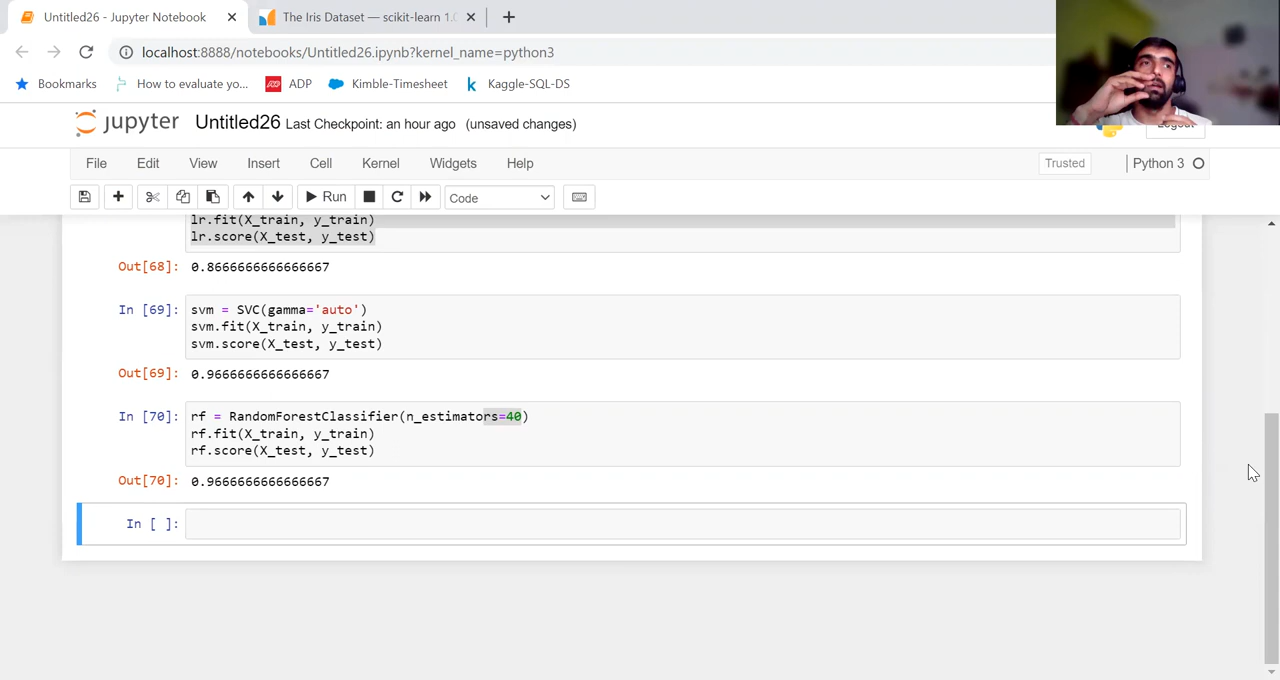 Untitled26 - Jupyter Notebook
The Iris Dataset — scikit-learn 1.0
localhost:8888/notebooks/Untitled26.ipynb?kernel_name=python3
Bookmarks
How to evaluate yo...
ADP
Kimble-Timesheet
Kaggle-SQL-DS
jupyter Untitled26 Last Checkpoint: an hour ago (unsaved changes)
Logout
File Edit View Insert Cell Kernel Widgets Help
Trusted
Python 3
Run
Code
lr.fit(X_train, y_train)
lr.score(X_test, y_test)
Out[68]: 0.8666666666666667
In [69]: svm = SVC(gamma='auto')
svm.fit(X_train, y_train)
svm.score(X_test, y_test)
Out[69]: 0.9666666666666667
In [70]: rf = RandomForestClassifier(n_estimators=40)
rf.fit(X_train, y_train)
rf.score(X_test, y_test)
Out[70]: 0.9666666666666667
In [ ]: